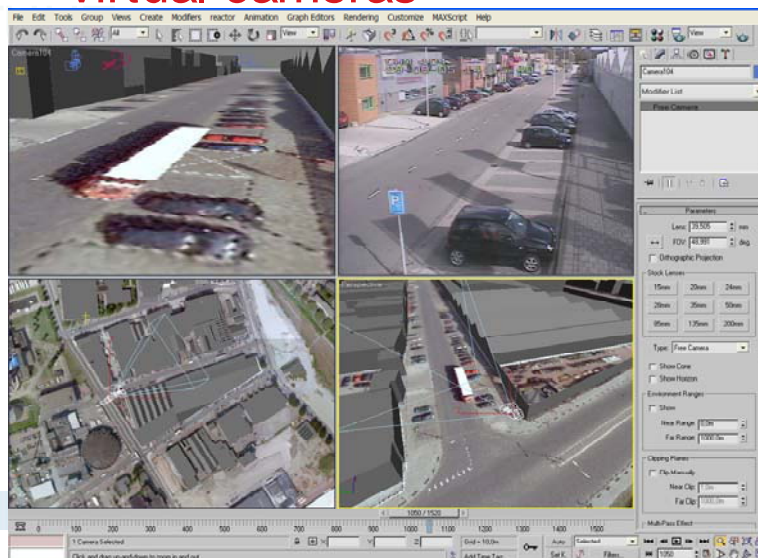 virtual cameras
File Edit Tools Group Views Create Modifiers reactor Animation Graph Editors Rendering Customize MAXScript Help
All View View
Camera104
P
Perspective
Camera104
Modifier List
Free Camera
Parameters
Lens: 39,505 mm
FOV: 48,991 deg.
Orthographic Projection
Stock Lenses
15mm 20mm 24mm
28mm 35mm 50mm
85mm 135mm 200mm
Type: Free Camera
Show Cone
Show Horizon
Environment Ranges
Show
Near Range: 0,0m
Far Range: 1000,0m
Clipping Planes
Clip Manually
Near Clip: 1,0m
Far Clip: 1000,0m
Multi-Pass Effect
1050 / 1520
0 100 200 300 400 500 600 700 800 900 1000 1100 1200 1300 1400 1500
1 Camera Selected X: Y: Z: Grid = 10,0m Auto Selected
Click and drag up-and-down to zoom in and out Add Time Tag Set K. Filters... 1050